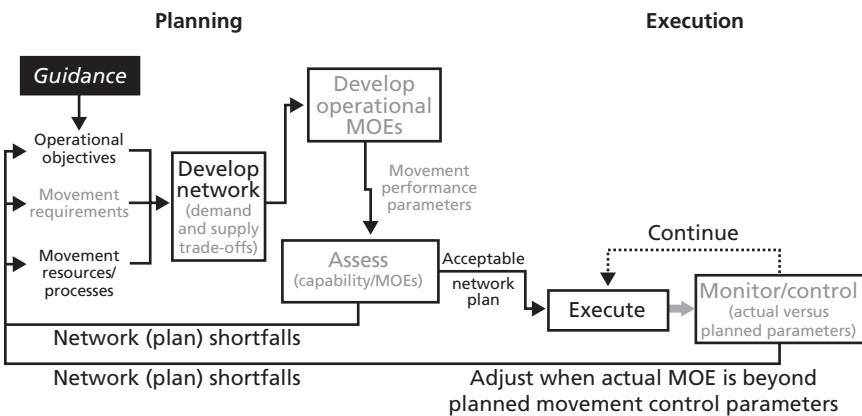 Planning
Execution
Guidance
Operational
objectives
Movement
requirements
Movement
resources/
processes
Develop
network
(demand
and supply
trade-offs)
Develop
operational
MOEs
Movement
performance
parameters
Assess
(capability/MOEs)
Acceptable
network
plan
Execute
Continue
Monitor/control
(actual versus
planned parameters)
Network (plan) shortfalls
Network (plan) shortfalls
Adjust when actual MOE is beyond
planned movement control parameters